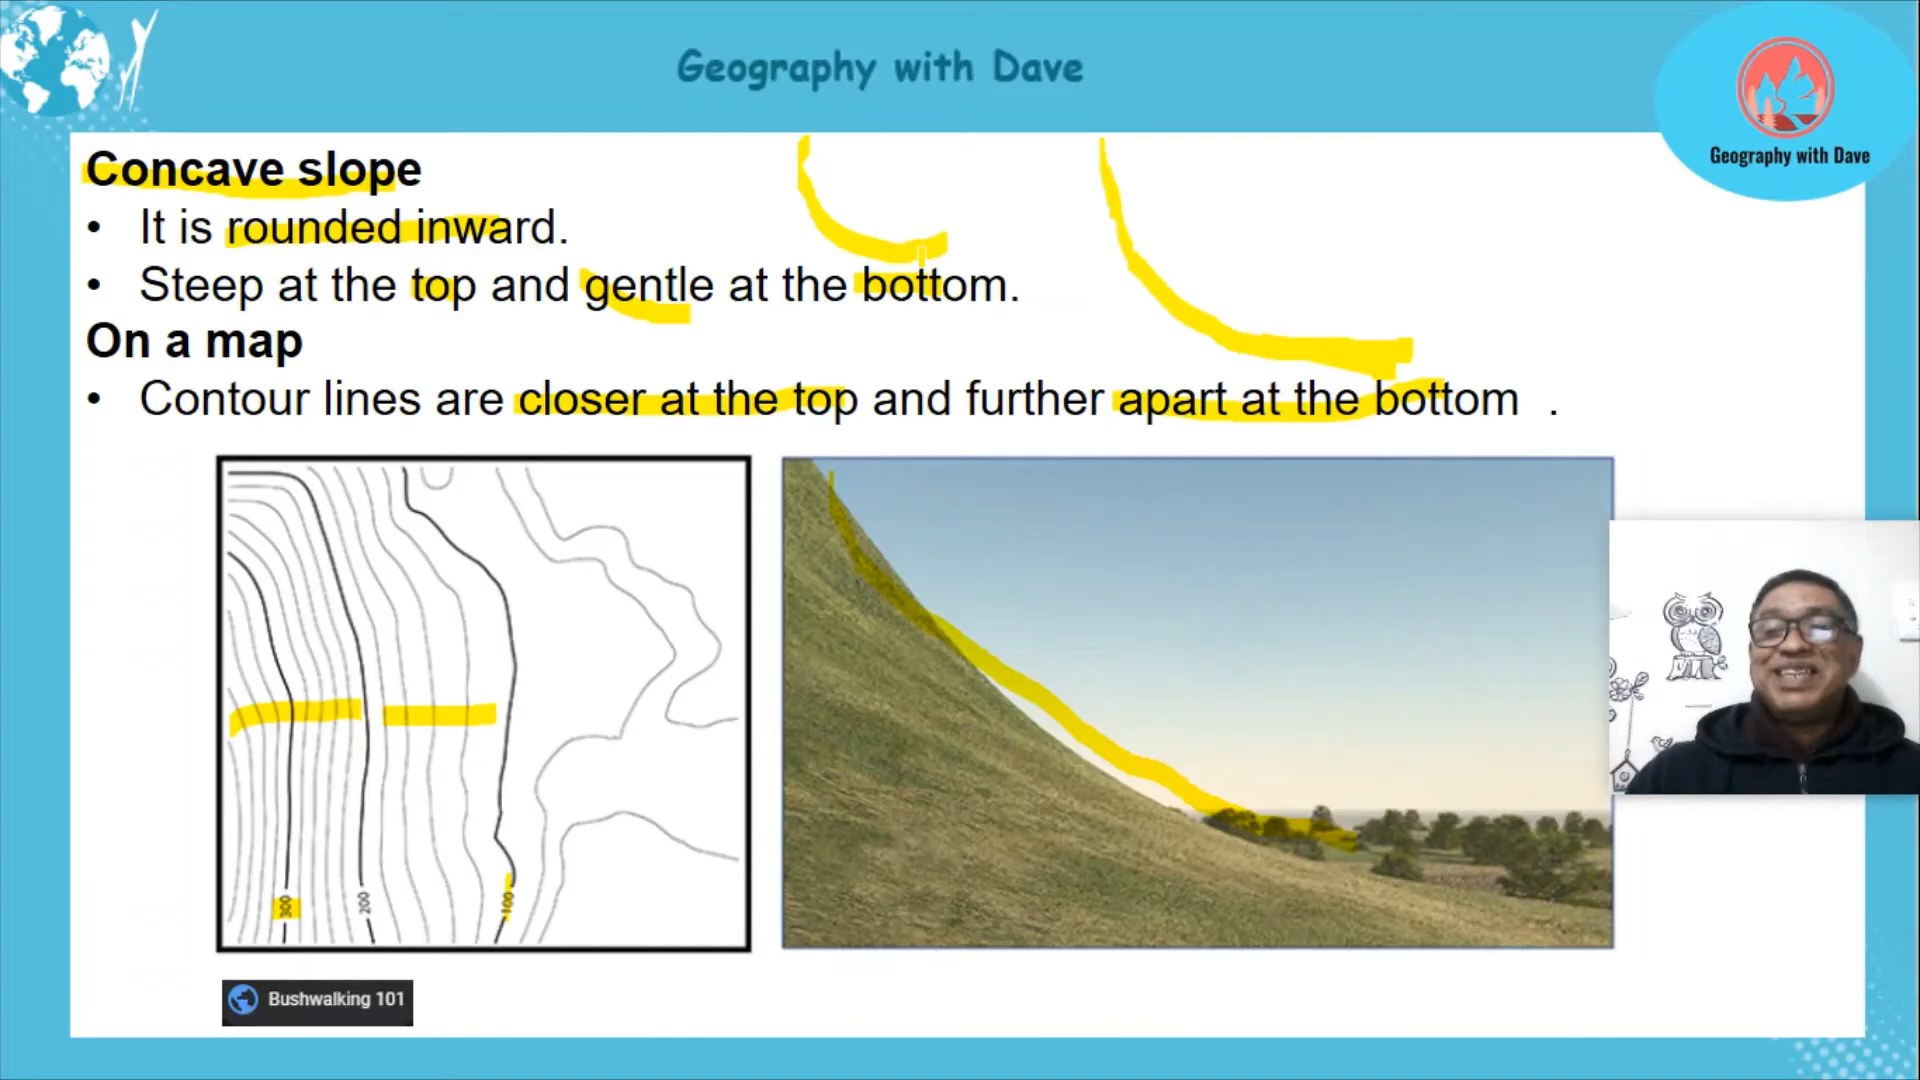 Geography with Dave
Geography with Dave
Concave slope
• It is rounded inward.
• Steep at the top and gentle at the bottom.
On a map
• Contour lines are closer at the top and further apart at the bottom .
300
200
100
Bushwalking 101